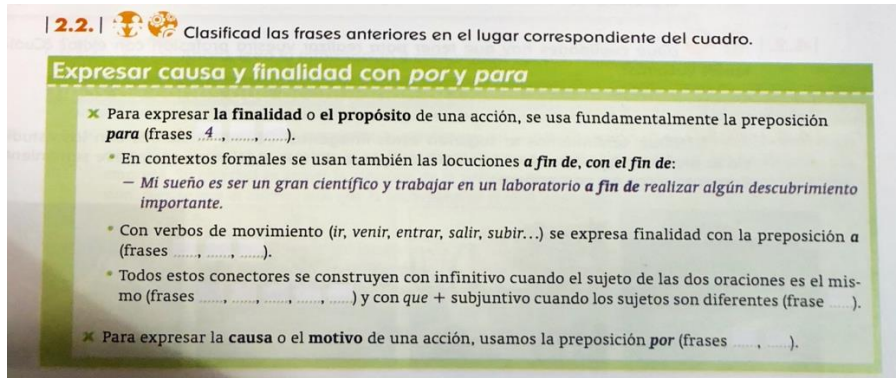 | 2.2. | Clasificad las frases anteriores en el lugar correspondiente del cuadro.
Expresar causa y finalidad con por y para
× Para expresar la finalidad o el propósito de una acción, se usa fundamentalmente la preposición
para (frases ..4.., ......, ......).
• En contextos formales se usan también las locuciones a fin de, con el fin de:
– Mi sueño es ser un gran científico y trabajar en un laboratorio a fin de realizar algún descubrimiento
importante.
• Con verbos de movimiento (ir, venir, entrar, salir, subir...) se expresa finalidad con la preposición a
(frases ......, ......, ......).
• Todos estos conectores se construyen con infinitivo cuando el sujeto de las dos oraciones es el mis-
mo (frases ......, ......, ......, ......, ......) y con que + subjuntivo cuando los sujetos son diferentes (frase ......).
× Para expresar la causa o el motivo de una acción, usamos la preposición por (frases ......, ......).